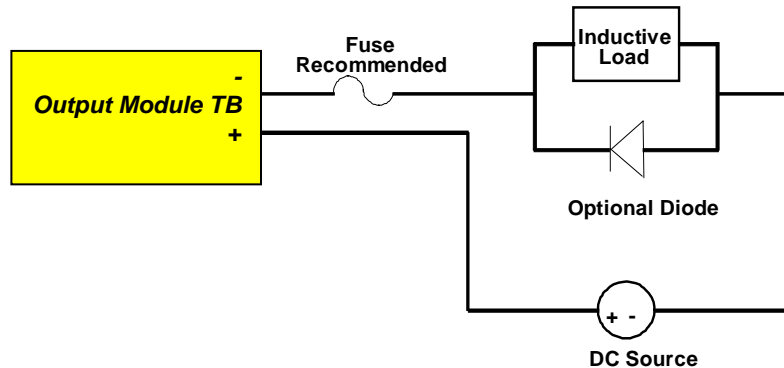 Fuse
Recommended
Inductive
Load
-
Output Module TB
+
Optional Diode
+ -
DC Source